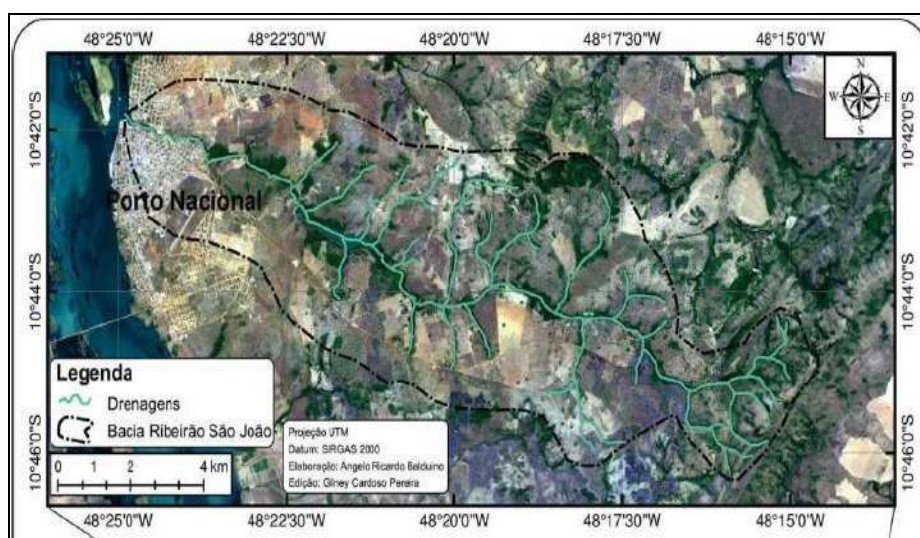 48°25'0"W 48°22'30"W 48°20'0"W 48°17'30"W 48°15'0"W
N
W E
S
10°42'0"S 10°42'0"S
Porto Nacional
10°44'0"S 10°44'0"S
Legenda
Drenagens
Bacia Ribeirão São João
Projeção UTM
Datum: SIRGAS 2000
Elaboração: Angelo Ricardo Balduino
Edição: Gilney Cardoso Pereira
0 1 2 4 km
10°46'0"S 10°46'0"S
48°25'0"W 48°22'30"W 48°20'0"W 48°17'30"W 48°15'0"W